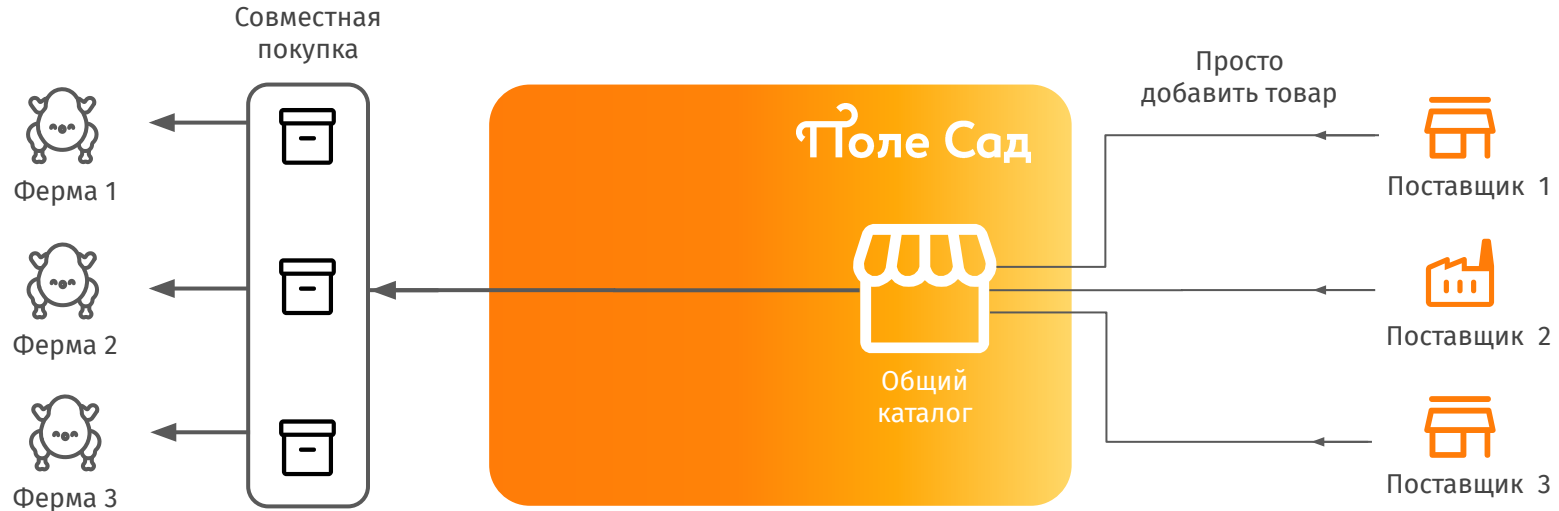 Совместная
покупка
Ферма 1
Ферма 2
Ферма 3
Поле Сад
Общий
каталог
Просто
добавить товар
Поставщик 1
Поставщик 2
Поставщик 3